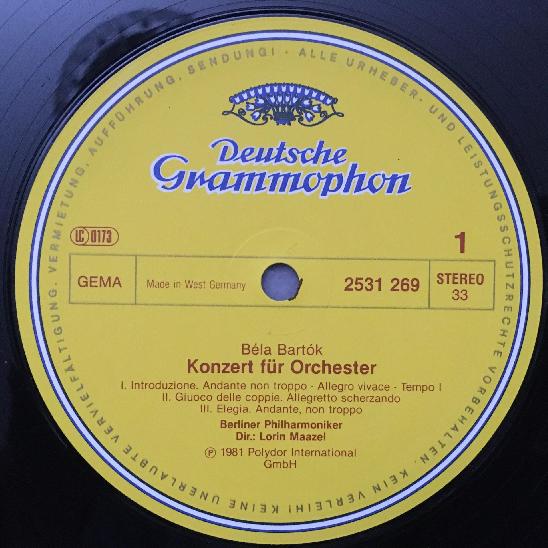 ALLE URHEBER- UND LEISTUNGSSCHUTZRECHTE VORBEHALTEN. KEIN VERLEIH! KEINE UNERLAUBTE VERVIELFÄLTIGUNG, VERMIETUNG, AUFFÜHRUNG, SENDUNG! -
Deutsche
Grammophon
LC 0173
1
GEMA
Made in West Germany
2531 269
STEREO
33
Béla Bartók
Konzert für Orchester
I. Introduzione. Andante non troppo - Allegro vivace - Tempo I
II. Giuoco delle coppie. Allegretto scherzando
III. Elegia. Andante, non troppo
Berliner Philharmoniker
Dir.: Lorin Maazel
Ⓟ 1981 Polydor International
GmbH